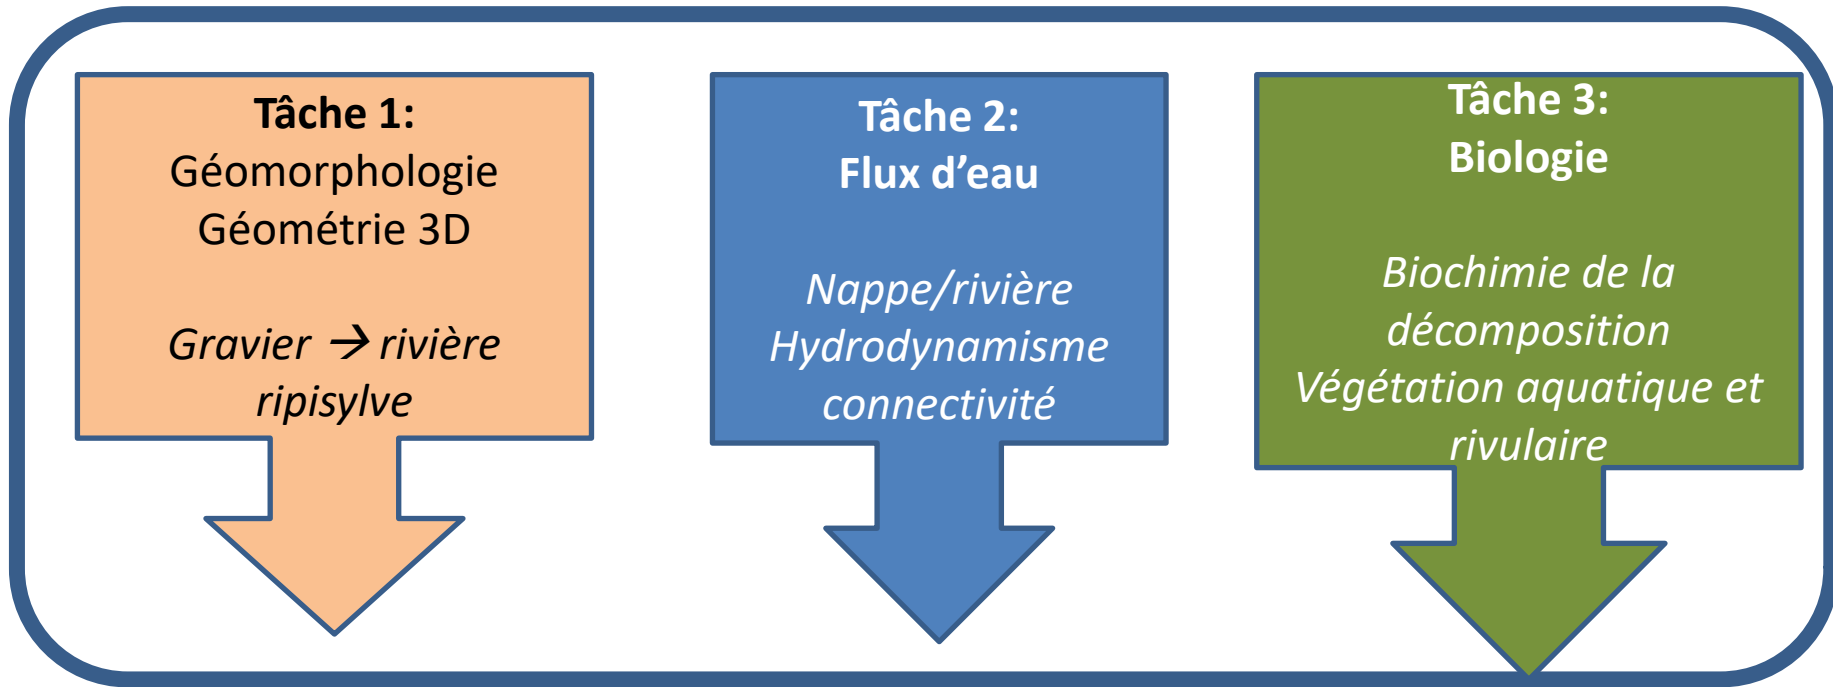 Tâche 1:
Géomorphologie
Géométrie 3D
Gravier → rivière
ripisylve
Tâche 2:
Flux d’eau
Nappe/rivière
Hydrodynamisme
connectivité
Tâche 3:
Biologie
Biochimie de la
décomposition
Végétation aquatique et
rivulaire